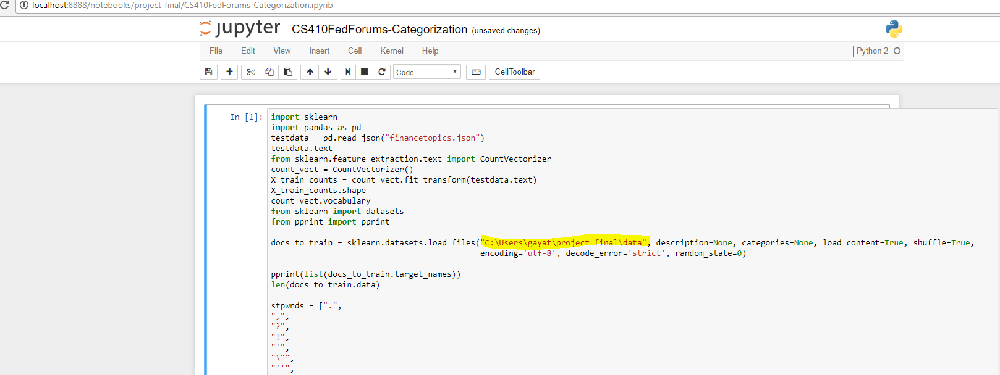 localhost:8888/notebooks/project_final/CS410FedForums-Categorization.ipynb
jupyter CS410FedForums-Categorization (unsaved changes)
File Edit View Insert Cell Kernel Help Python 2
Code CellToolbar
In [1]: import sklearn
import pandas as pd
testdata = pd.read_json("financetopics.json")
testdata.text
from sklearn.feature_extraction.text import CountVectorizer
count_vect = CountVectorizer()
X_train_counts = count_vect.fit_transform(testdata.text)
X_train_counts.shape
count_vect.vocabulary_
from sklearn import datasets
from pprint import pprint
docs_to_train = sklearn.datasets.load_files("C:\Users\gayat\project_final\data", description=None, categories=None, load_content=True, shuffle=True,
encoding='utf-8', decode_error='strict', random_state=0)
pprint(list(docs_to_train.target_names))
len(docs_to_train.data)
stpwrds = [".",
",",
"?",
"!",
"'",
"\"",
"''",